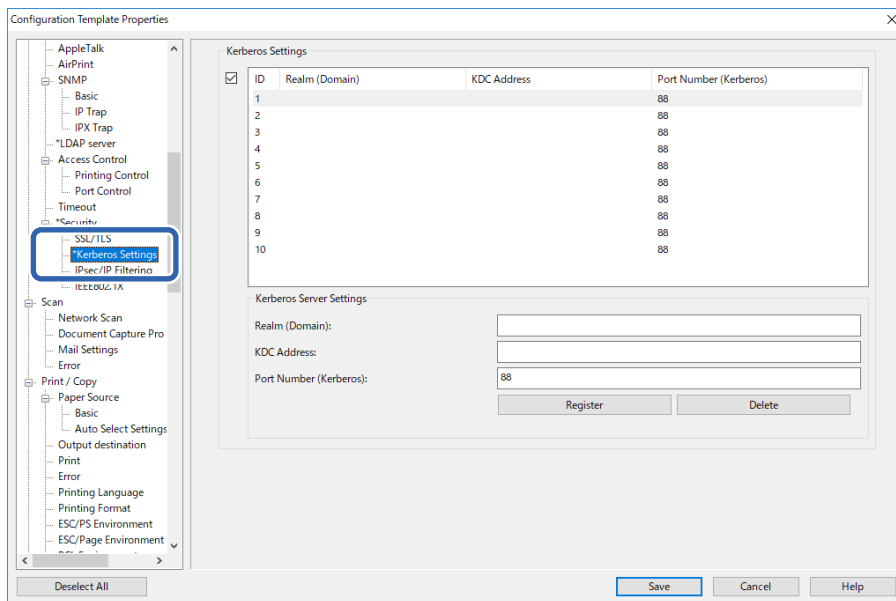 Configuration Template Properties
AppleTalk
AirPrint
SNMP
Basic
IP Trap
IPX Trap
*LDAP server
Access Control
Printing Control
Port Control
Timeout
*Security
SSL/TLS
*Kerberos Settings
IPsec/IP Filtering
IEEE802.1X
Scan
Network Scan
Document Capture Pro
Mail Settings
Error
Print / Copy
Paper Source
Basic
Auto Select Settings
Output destination
Print
Error
Printing Language
Printing Format
ESC/PS Environment
ESC/Page Environment
Kerberos Settings
ID Realm (Domain) KDC Address Port Number (Kerberos)
1 88
2 88
3 88
4 88
5 88
6 88
7 88
8 88
9 88
10 88
Kerberos Server Settings
Realm (Domain):
KDC Address:
Port Number (Kerberos): 88
Register Delete
Deselect All Save Cancel Help